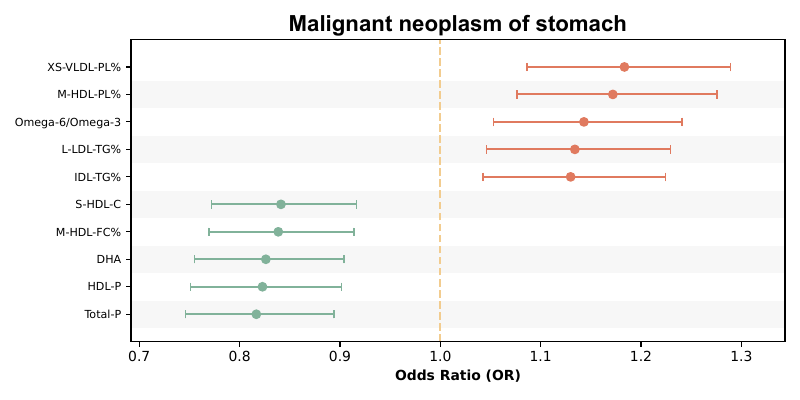 Malignant neoplasm of stomach
XS-VLDL-PL%
M-HDL-PL%
Omega-6/Omega-3
L-LDL-TG%
IDL-TG%
S-HDL-C
M-HDL-FC%
DHA
HDL-P
Total-P
0.7 0.8 0.9 1.0 1.1 1.2 1.3
Odds Ratio (OR)